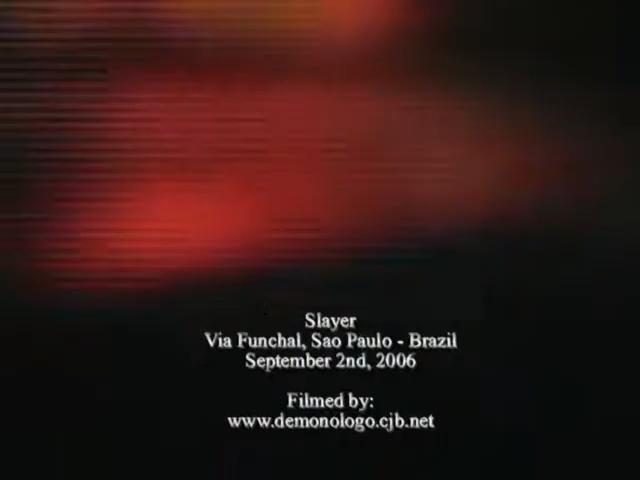 Slayer
Via Funchal, Sao Paulo - Brazil
September 2nd, 2006
Filmed by:
www.demonologo.cjb.net